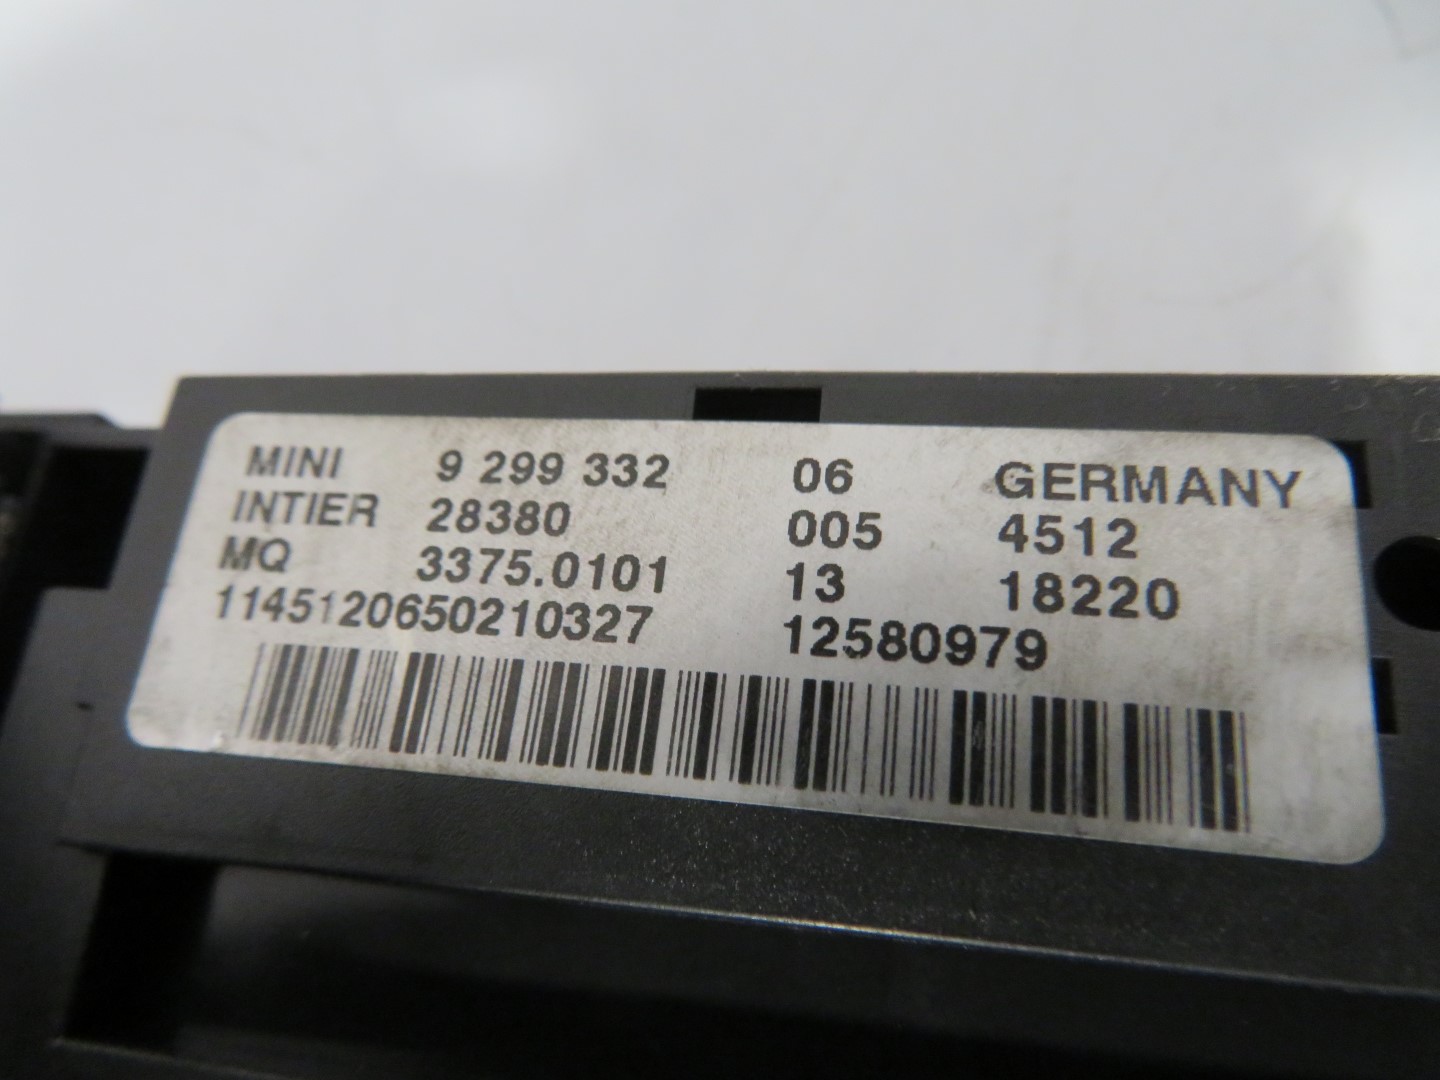 MINI 9 299 332 06 GERMANY
INTIER 28380 005 4512
MQ 3375.0101 13 18220
1145120650210327 12580979